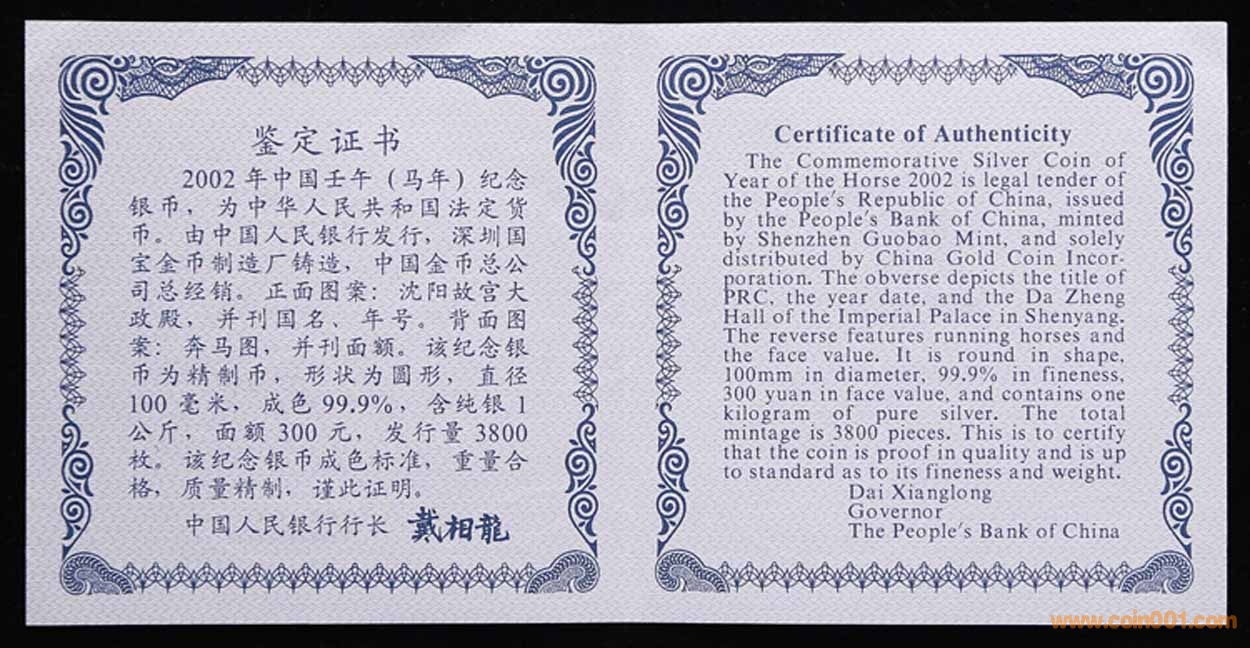 鉴定证书
2002年中国壬午(马年)纪念
银币，为中华人民共和国法定货
币。由中国人民银行发行，深圳国
宝金币制造厂铸造，中国金币总公
司总经销。正面图案：沈阳故宫大
政殿，并刊国名、年号。背面图
案：奔马图，并刊面额。该纪念银
币为精制币，形状为圆形，直径
100毫米，成色99.9%，含纯银1
公斤，面额300元，发行量3800
枚。该纪念银币成色标准，重量合
格，质量精制，谨此证明。
中国人民银行行长 戴相龍
Certificate of Authenticity
The Commemorative Silver Coin of
Year of the Horse 2002 is legal tender of
the People's Republic of China, issued
by the People's Bank of China, minted
by Shenzhen Guobao Mint, and solely
distributed by China Gold Coin Incor-
poration. The obverse depicts the title of
PRC, the year date, and the Da Zheng
Hall of the Imperial Palace in Shenyang.
The reverse features running horses and
the face value. It is round in shape,
100mm in diameter, 99.9% in fineness,
300 yuan in face value, and contains one
kilogram of pure silver. The total
mintage is 3800 pieces. This is to certify
that the coin is proof in quality and is up
to standard as to its fineness and weight.
Dai Xianglong
Governor
The People's Bank of China
www.coin001.com